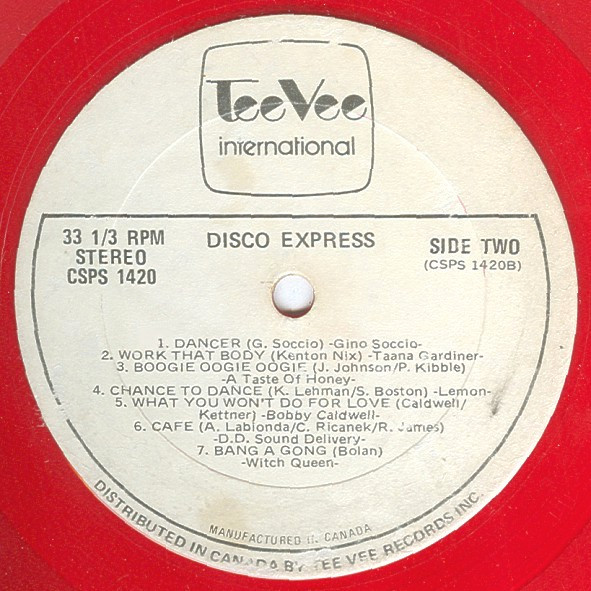 TeeVee
international
33 1/3 RPM
STEREO
CSPS 1420
DISCO EXPRESS
SIDE TWO
(CSPS 1420B)
1. DANCER (G. Soccio) -Gino Soccio-
2. WORK THAT BODY (Kenton Nix) -Taana Gardiner-
3. BOOGIE OOGIE OOGIE (J. Johnson/P. Kibble)
-A Taste Of Honey-
4. CHANCE TO DANCE (K. Lehman/S. Boston) -Lemon-
5. WHAT YOU WON'T DO FOR LOVE (Caldwell/
Kettner) -Bobby Caldwell-
6. CAFE (A. Labionda/C. Ricanek/R. James)
-D.D. Sound Delivery-
7. BANG A GONG (Bolan)
-Witch Queen-
MANUFACTURED IN CANADA
DISTRIBUTED IN CANADA BY TEE VEE RECORDS INC.